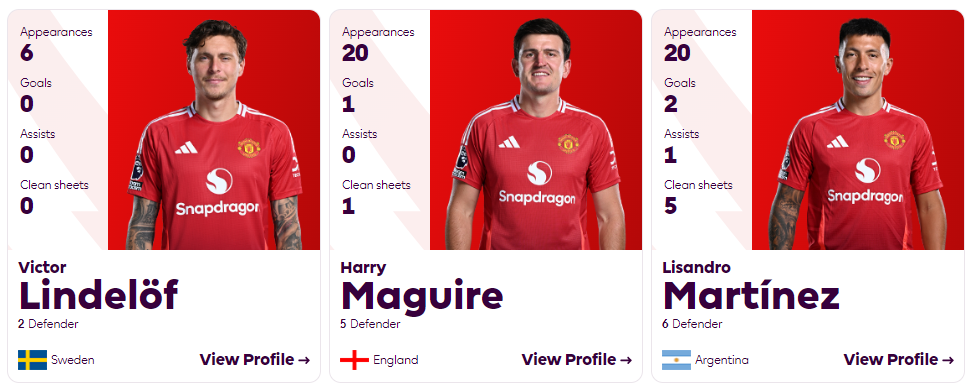 Appearances
6
Goals
0
Assists
0
Clean sheets
0
Snapdragon
Victor
Lindelöf
2 Defender
Sweden
View Profile →
Appearances
20
Goals
1
Assists
0
Clean sheets
1
Snapdragon
Harry
Maguire
5 Defender
England
View Profile →
Appearances
20
Goals
2
Assists
1
Clean sheets
5
Snapdragon
Lisandro
Martínez
6 Defender
Argentina
View Profile →